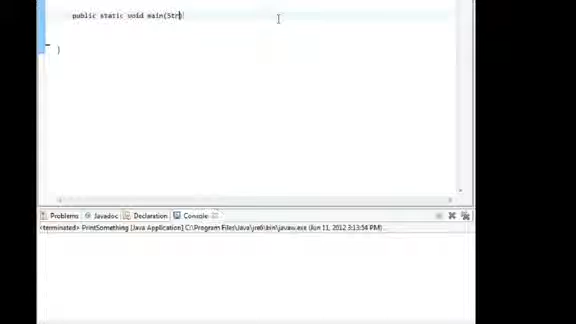 public static void main(Str)
}
Problems @ Javadoc Declaration Console
<terminated> PrintSomething [Java Application] C:\Program Files\Java\jre6\bin\javaw.exe (Jun 11, 2012 3:13:54 PM)